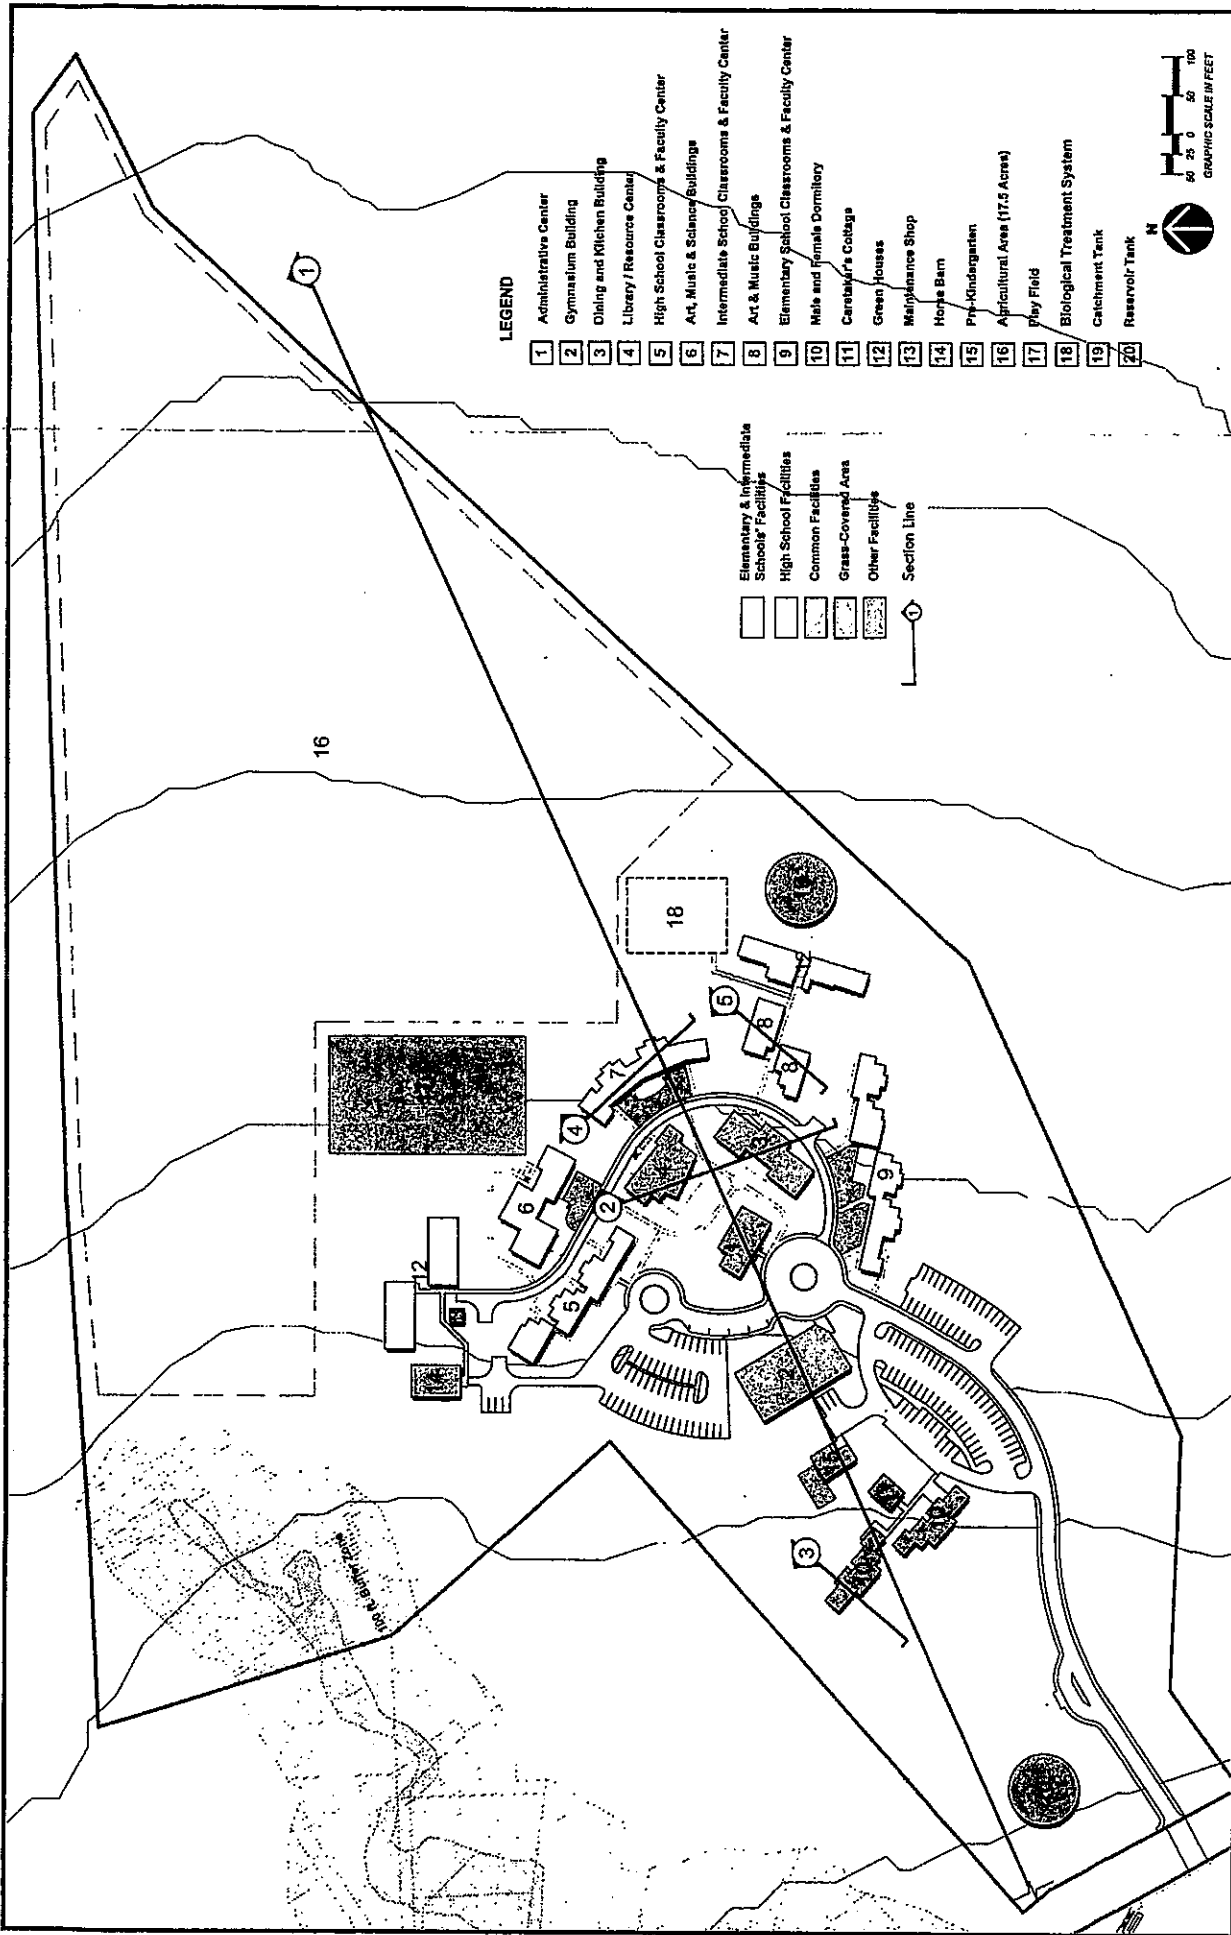 LEGEND
1 Administrative Center
2 Gymnasium Building
3 Dining and Kitchen Building
4 Library / Resource Center
5 High School Classrooms & Faculty Center
6 Art, Music & Science Buildings
7 Intermediate School Classrooms & Faculty Center
8 Art & Music Buildings
9 Elementary School Classrooms & Faculty Center
10 Male and Female Dormitory
11 Caretaker's Cottage
12 Green Houses
13 Maintenance Shop
14 Horse Barn
15 Pre-Kindergarten
16 Agricultural Area (17.5 Acres)
17 Play Field
18 Biological Treatment System
19 Catchment Tank
20 Reservoir Tank
Elementary & Intermediate
Schools' Facilities
High School Facilities
Common Facilities
Grass-Covered Area
Other Facilities
1
Section Line
N
50 25 0 50 100
GRAPHIC SCALE IN FEET
1
16
18
5
8
8
7
4
6
2
5
12
9
3
100 ft. Buffer Zone